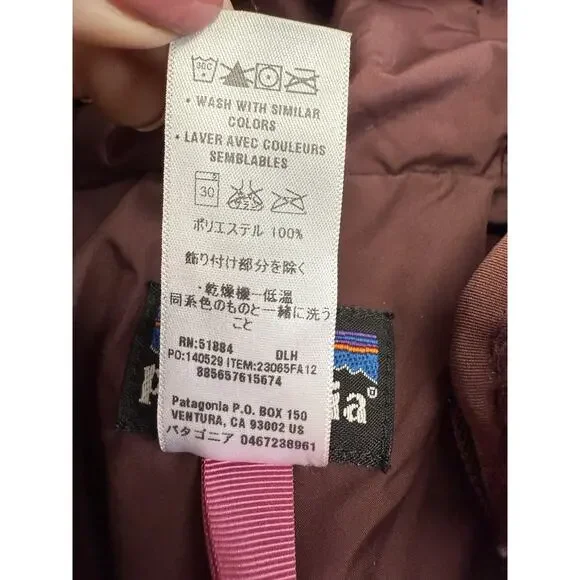 30C
• WASH WITH SIMILAR
COLORS
• LAVER AVEC COULEURS
SEMBLABLES
30
ポリエステル 100%
飾り付け部分を除く
・乾燥機一低温
同系色のものと一緒に洗う
こと
RN:51884 DLH
PO:140529 ITEM:23065FA12
885657615674
Patagonia P.O. BOX 150
VENTURA, CA 93002 US
パタゴニア 0467238961